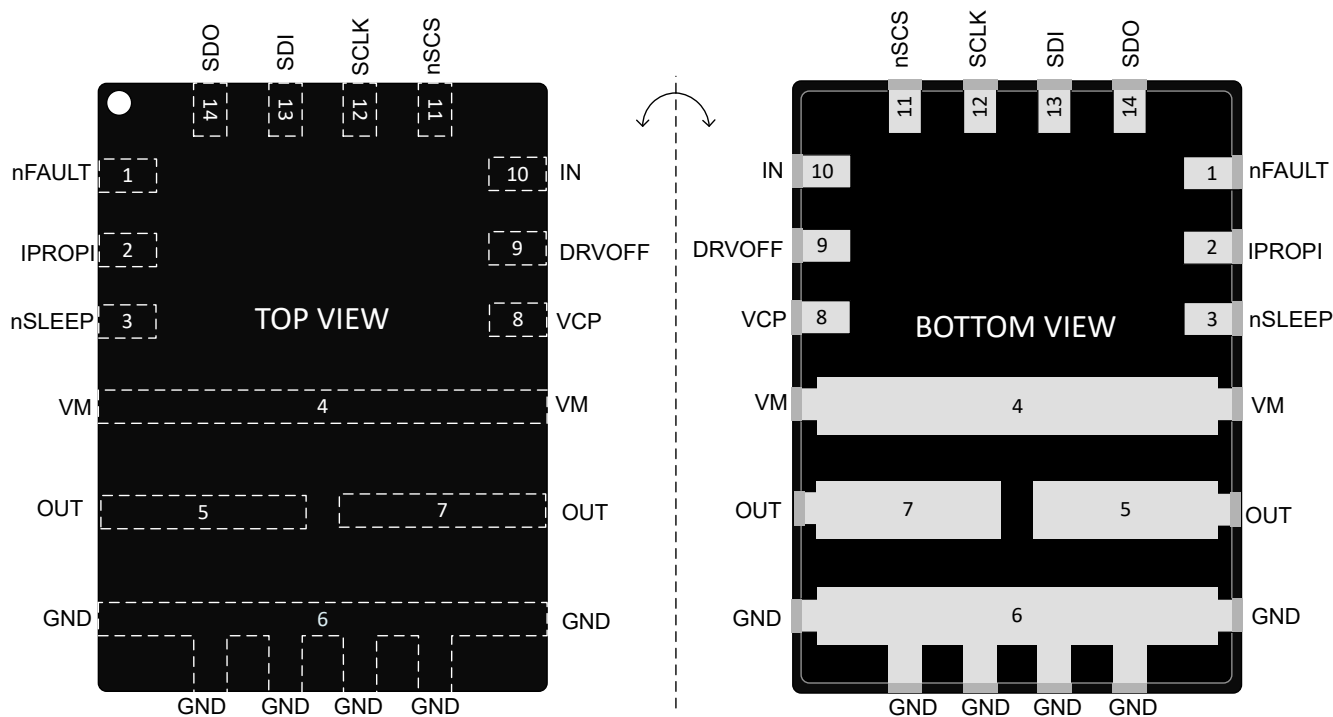 SDO SDI SCLK nSCS
14 13 12 11
nFAULT 1 10 IN
IPROPI 2 9 DRVOFF
nSLEEP 3 TOP VIEW 8 VCP
VM 4 VM
OUT 5 7 OUT
GND 6 GND
GND GND GND GND
nSCS SCLK SDI SDO
11 12 13 14
IN 10 1 nFAULT
DRVOFF 9 2 IPROPI
VCP 8 BOTTOM VIEW 3 nSLEEP
VM 4 VM
OUT 7 5 OUT
GND 6 GND
GND GND GND GND